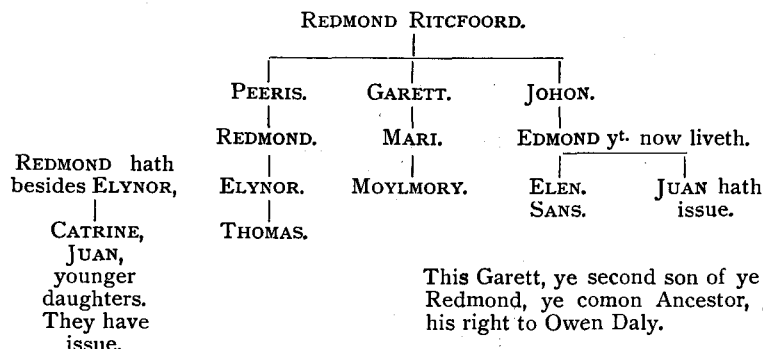 REDMOND RITCFOORD.
PEERIS. GARETT. JOHON.
REDMOND. MARI. EDMOND yt. now liveth.
REDMOND hath
besides ELYNOR,
ELYNOR. MOYLMORY. ELEN. JUAN hath
SANS. issue.
CATRINE,
JUAN,
younger
daughters.
They have
issue.
THOMAS.
This Garett, ye second son of ye
Redmond, ye comon Ancestor,
his right to Owen Daly.